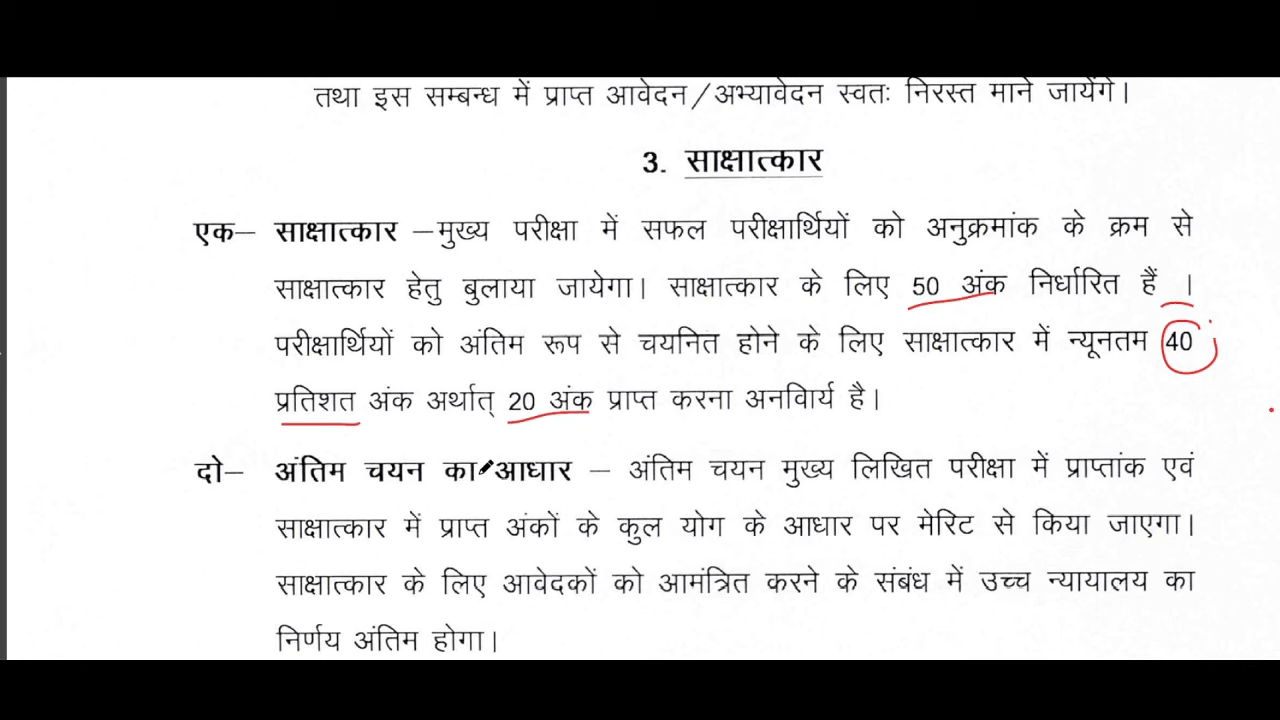 तथा इस सम्बन्ध में प्राप्त आवेदन/अभ्यावेदन स्वतः निरस्त माने जायेंगे।
3. साक्षात्कार
एक– साक्षात्कार –मुख्य परीक्षा में सफल परीक्षार्थियों को अनुक्रमांक के क्रम से
साक्षात्कार हेतु बुलाया जायेगा। साक्षात्कार के लिए 50 अंक निर्धारित हैं ।
परीक्षार्थियों को अंतिम रूप से चयनित होने के लिए साक्षात्कार में न्यूनतम 40
प्रतिशत अंक अर्थात् 20 अंक प्राप्त करना अनविार्य है।
दो– अंतिम चयन का आधार – अंतिम चयन मुख्य लिखित परीक्षा में प्राप्तांक एवं
साक्षात्कार में प्राप्त अंकों के कुल योग के आधार पर मेरिट से किया जाएगा।
साक्षात्कार के लिए आवेदकों को आमंत्रित करने के संबंध में उच्च न्यायालय का
निर्णय अंतिम होगा।